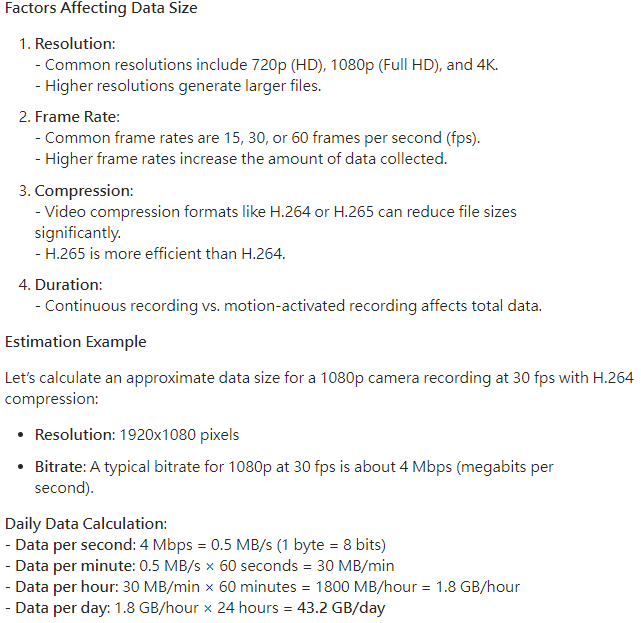 Factors Affecting Data Size
1. Resolution:
- Common resolutions include 720p (HD), 1080p (Full HD), and 4K.
- Higher resolutions generate larger files.
2. Frame Rate:
- Common frame rates are 15, 30, or 60 frames per second (fps).
- Higher frame rates increase the amount of data collected.
3. Compression:
- Video compression formats like H.264 or H.265 can reduce file sizes
significantly.
- H.265 is more efficient than H.264.
4. Duration:
- Continuous recording vs. motion-activated recording affects total data.
Estimation Example
Let’s calculate an approximate data size for a 1080p camera recording at 30 fps with H.264
compression:
• Resolution: 1920x1080 pixels
• Bitrate: A typical bitrate for 1080p at 30 fps is about 4 Mbps (megabits per
second).
Daily Data Calculation:
- Data per second: 4 Mbps = 0.5 MB/s (1 byte = 8 bits)
- Data per minute: 0.5 MB/s × 60 seconds = 30 MB/min
- Data per hour: 30 MB/min × 60 minutes = 1800 MB/hour = 1.8 GB/hour
- Data per day: 1.8 GB/hour × 24 hours = 43.2 GB/day